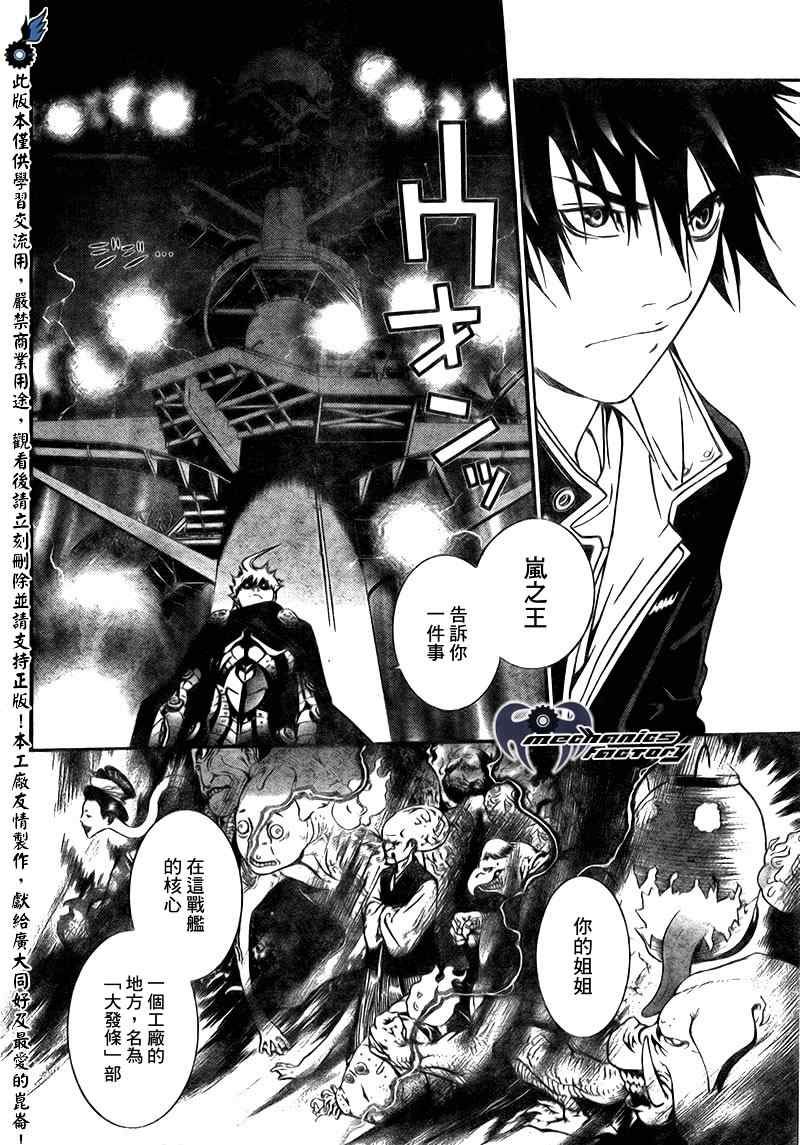 此版本僅供學習交流用，嚴禁商業用途，觀看後請立刻刪除並請支持正版！本工廠友情製作，獻給廣大同好及最愛的崑崙！
ウオンッ
ジジ…
嵐之王
告訴你
一件事
mechanics
factory
你的姐姐
在這戰艦
的核心
一個工廠的
地方，名為
「大發條」部